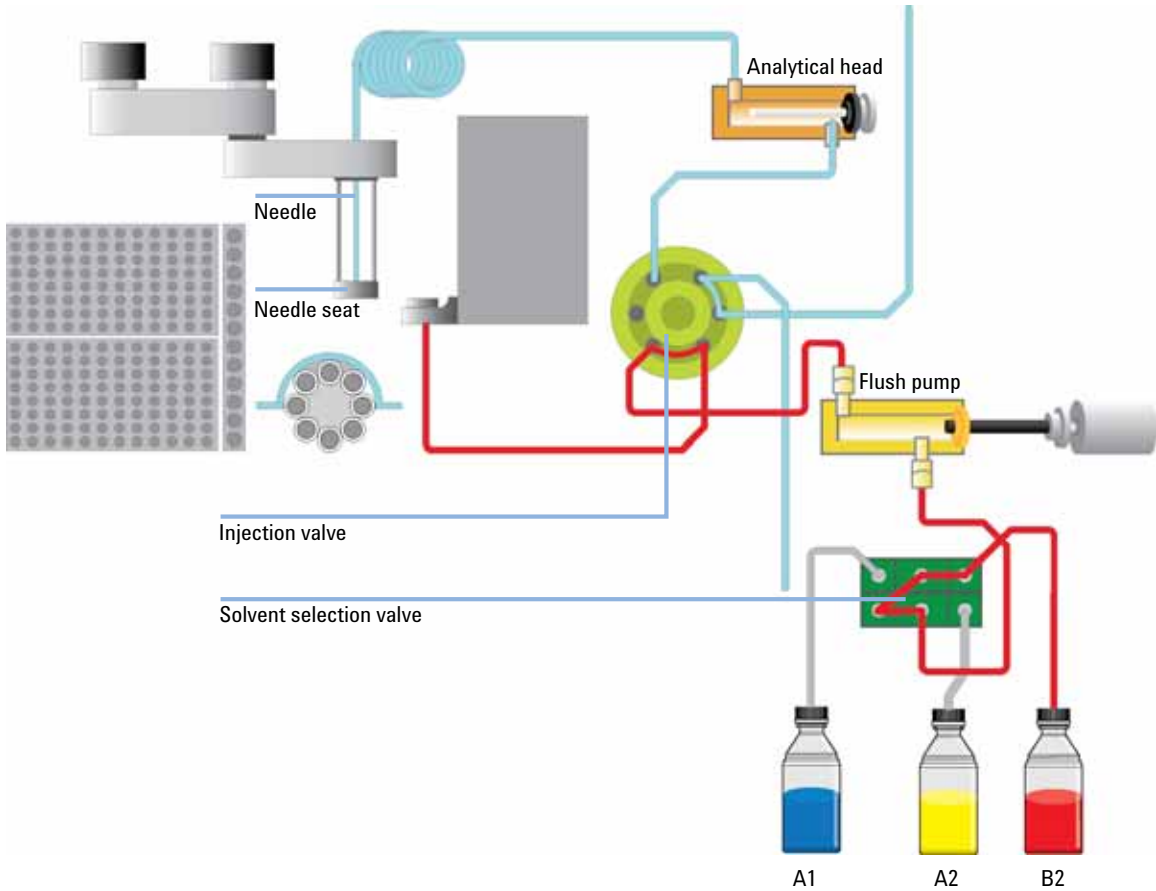 Analytical head
Needle
Needle seat
Flush pump
Injection valve
Solvent selection valve
A1
A2
B2